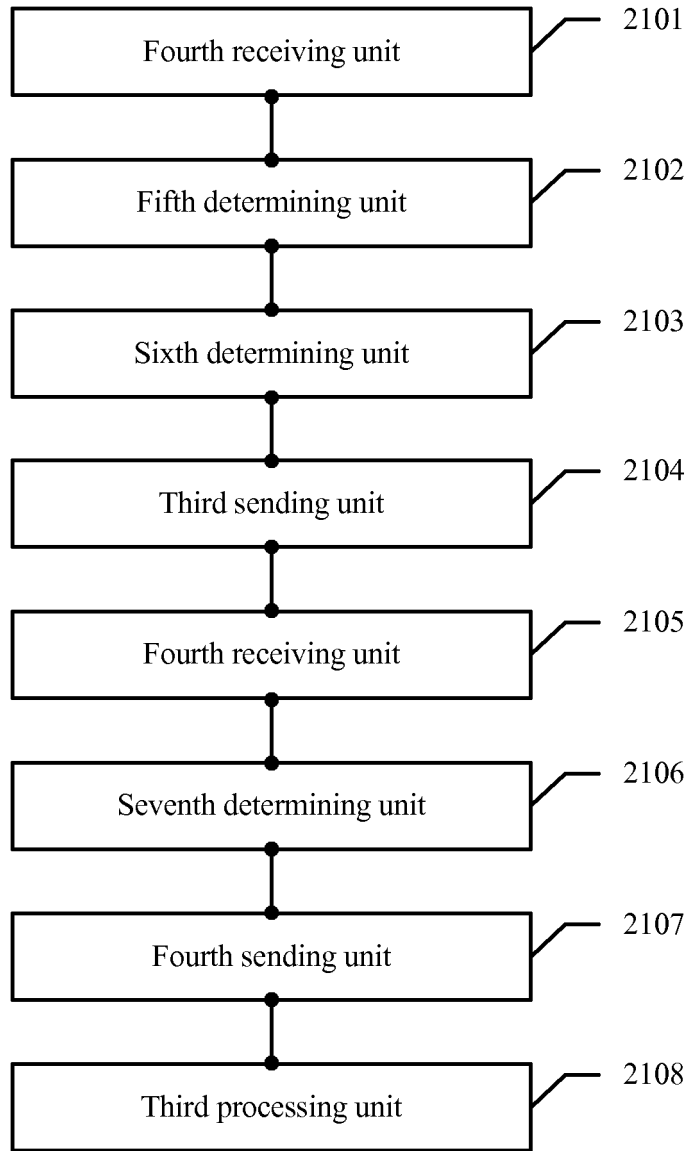 2101
Fourth receiving unit
2102
Fifth determining unit
2103
Sixth determining unit
2104
Third sending unit
2105
Fourth receiving unit
2106
Seventh determining unit
2107
Fourth sending unit
2108
Third processing unit